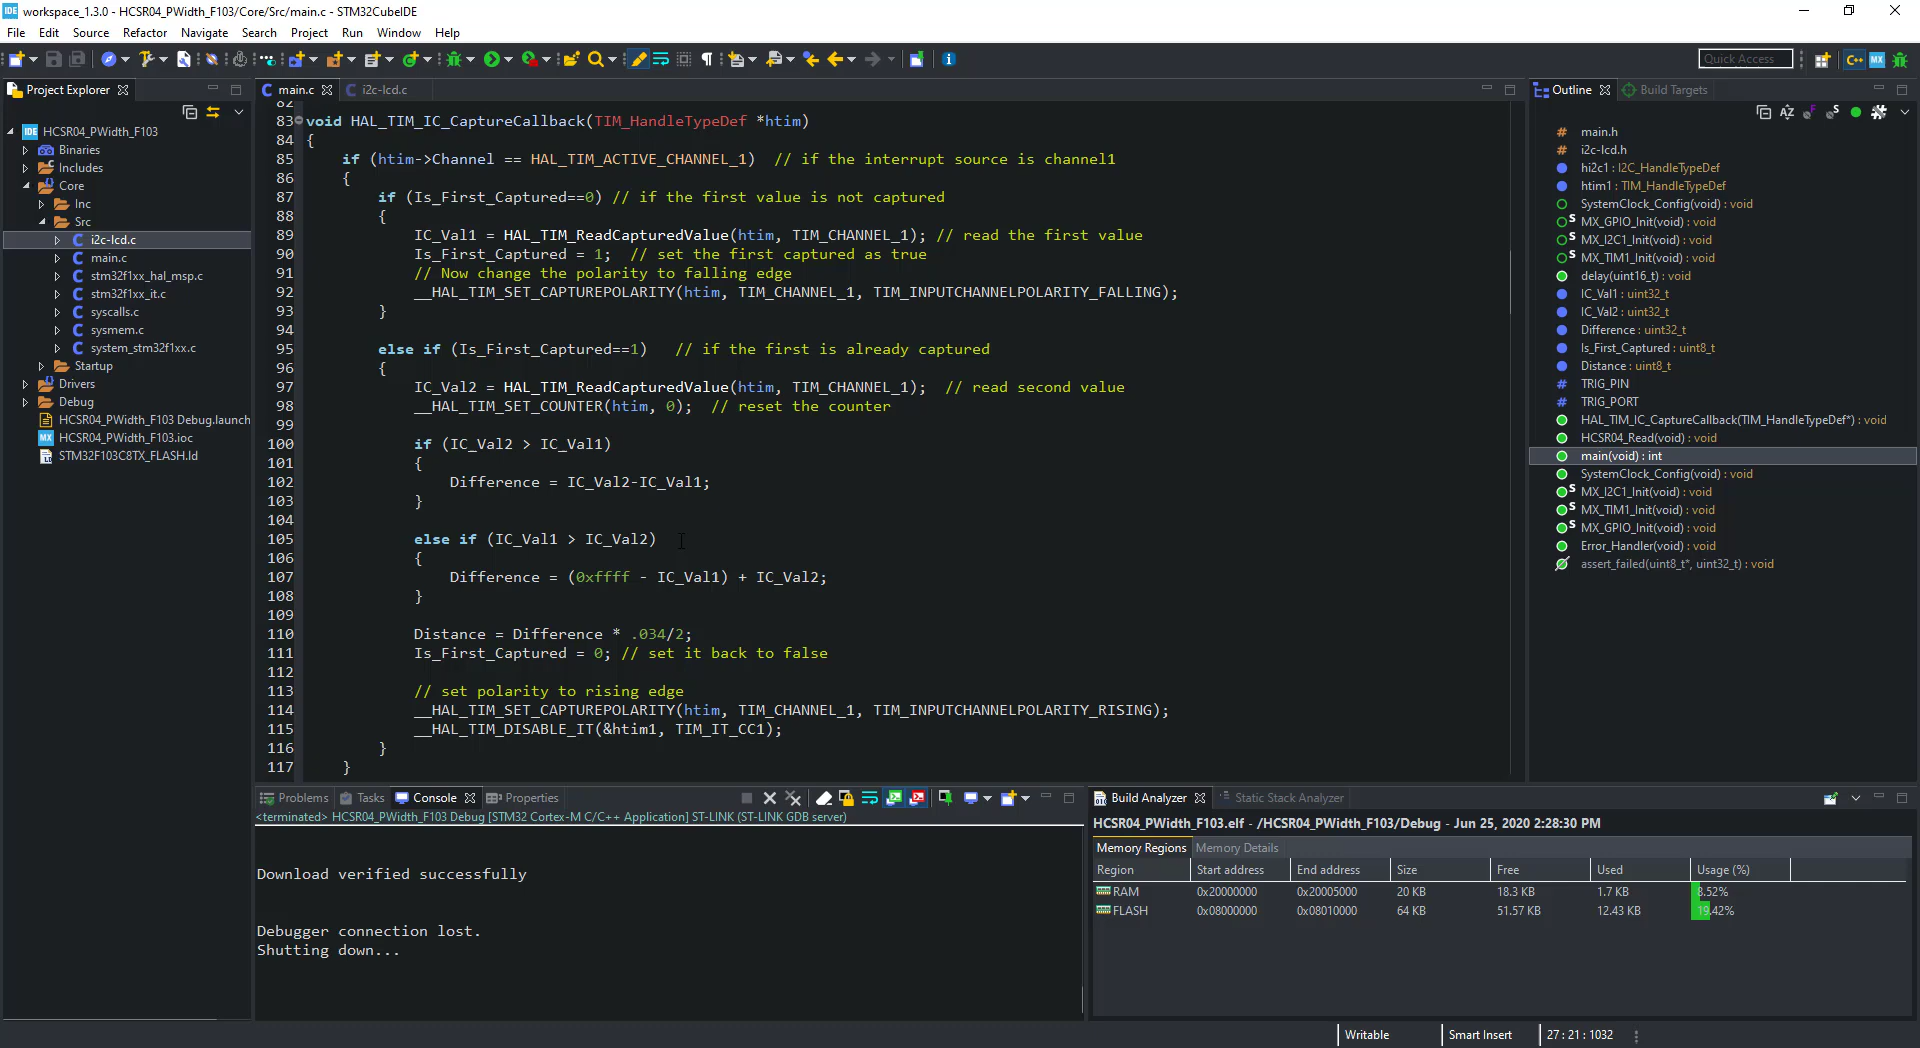 workspace_1.3.0 - HCSR04_PWidth_F103/Core/Src/main.c - STM32CubeIDE
File Edit Source Refactor Navigate Search Project Run Window Help
Quick Access
Project Explorer
HCSR04_PWidth_F103
Binaries
Includes
Core
Inc
Src
i2c-lcd.c
main.c
stm32f1xx_hal_msp.c
stm32f1xx_it.c
syscalls.c
sysmem.c
system_stm32f1xx.c
Startup
Drivers
Debug
HCSR04_PWidth_F103 Debug.launch
HCSR04_PWidth_F103.ioc
STM32F103C8TX_FLASH.ld
main.c i2c-lcd.c
82
83 void HAL_TIM_IC_CaptureCallback(TIM_HandleTypeDef *htim)
84 {
85 if (htim->Channel == HAL_TIM_ACTIVE_CHANNEL_1) // if the interrupt source is channel1
86 {
87 if (Is_First_Captured==0) // if the first value is not captured
88 {
89 IC_Val1 = HAL_TIM_ReadCapturedValue(htim, TIM_CHANNEL_1); // read the first value
90 Is_First_Captured = 1; // set the first captured as true
91 // Now change the polarity to falling edge
92 __HAL_TIM_SET_CAPTUREPOLARITY(htim, TIM_CHANNEL_1, TIM_INPUTCHANNELPOLARITY_FALLING);
93 }
94
95 else if (Is_First_Captured==1) // if the first is already captured
96 {
97 IC_Val2 = HAL_TIM_ReadCapturedValue(htim, TIM_CHANNEL_1); // read second value
98 __HAL_TIM_SET_COUNTER(htim, 0); // reset the counter
99
100 if (IC_Val2 > IC_Val1)
101 {
102 Difference = IC_Val2-IC_Val1;
103 }
104
105 else if (IC_Val1 > IC_Val2)
106 {
107 Difference = (0xffff - IC_Val1) + IC_Val2;
108 }
109
110 Distance = Difference * .034/2;
111 Is_First_Captured = 0; // set it back to false
112
113 // set polarity to rising edge
114 __HAL_TIM_SET_CAPTUREPOLARITY(htim, TIM_CHANNEL_1, TIM_INPUTCHANNELPOLARITY_RISING);
115 __HAL_TIM_DISABLE_IT(&htim1, TIM_IT_CC1);
116 }
117 }
Outline Build Targets
main.h
i2c-lcd.h
hi2c1 : I2C_HandleTypeDef
htim1 : TIM_HandleTypeDef
SystemClock_Config(void) : void
MX_GPIO_Init(void) : void
MX_I2C1_Init(void) : void
MX_TIM1_Init(void) : void
delay(uint16_t) : void
IC_Val1 : uint32_t
IC_Val2 : uint32_t
Difference : uint32_t
Is_First_Captured : uint8_t
Distance : uint8_t
TRIG_PIN
TRIG_PORT
HAL_TIM_IC_CaptureCallback(TIM_HandleTypeDef*) : void
HCSR04_Read(void) : void
main(void) : int
SystemClock_Config(void) : void
MX_I2C1_Init(void) : void
MX_TIM1_Init(void) : void
MX_GPIO_Init(void) : void
Error_Handler(void) : void
assert_failed(uint8_t*, uint32_t) : void
Problems Tasks Console Properties
<terminated> HCSR04_PWidth_F103 Debug [STM32 Cortex-M C/C++ Application] ST-LINK (ST-LINK GDB server)
Download verified successfully
Debugger connection lost.
Shutting down...
Build Analyzer Static Stack Analyzer
HCSR04_PWidth_F103.elf - /HCSR04_PWidth_F103/Debug - Jun 25, 2020 2:28:30 PM
Memory Regions Memory Details
Region Start address End address Size Free Used Usage (%)
RAM 0x20000000 0x20005000 20 KB 18.3 KB 1.7 KB 8.52%
FLASH 0x08000000 0x08010000 64 KB 51.57 KB 12.43 KB 19.42%
Writable Smart Insert 27 : 21 : 1032